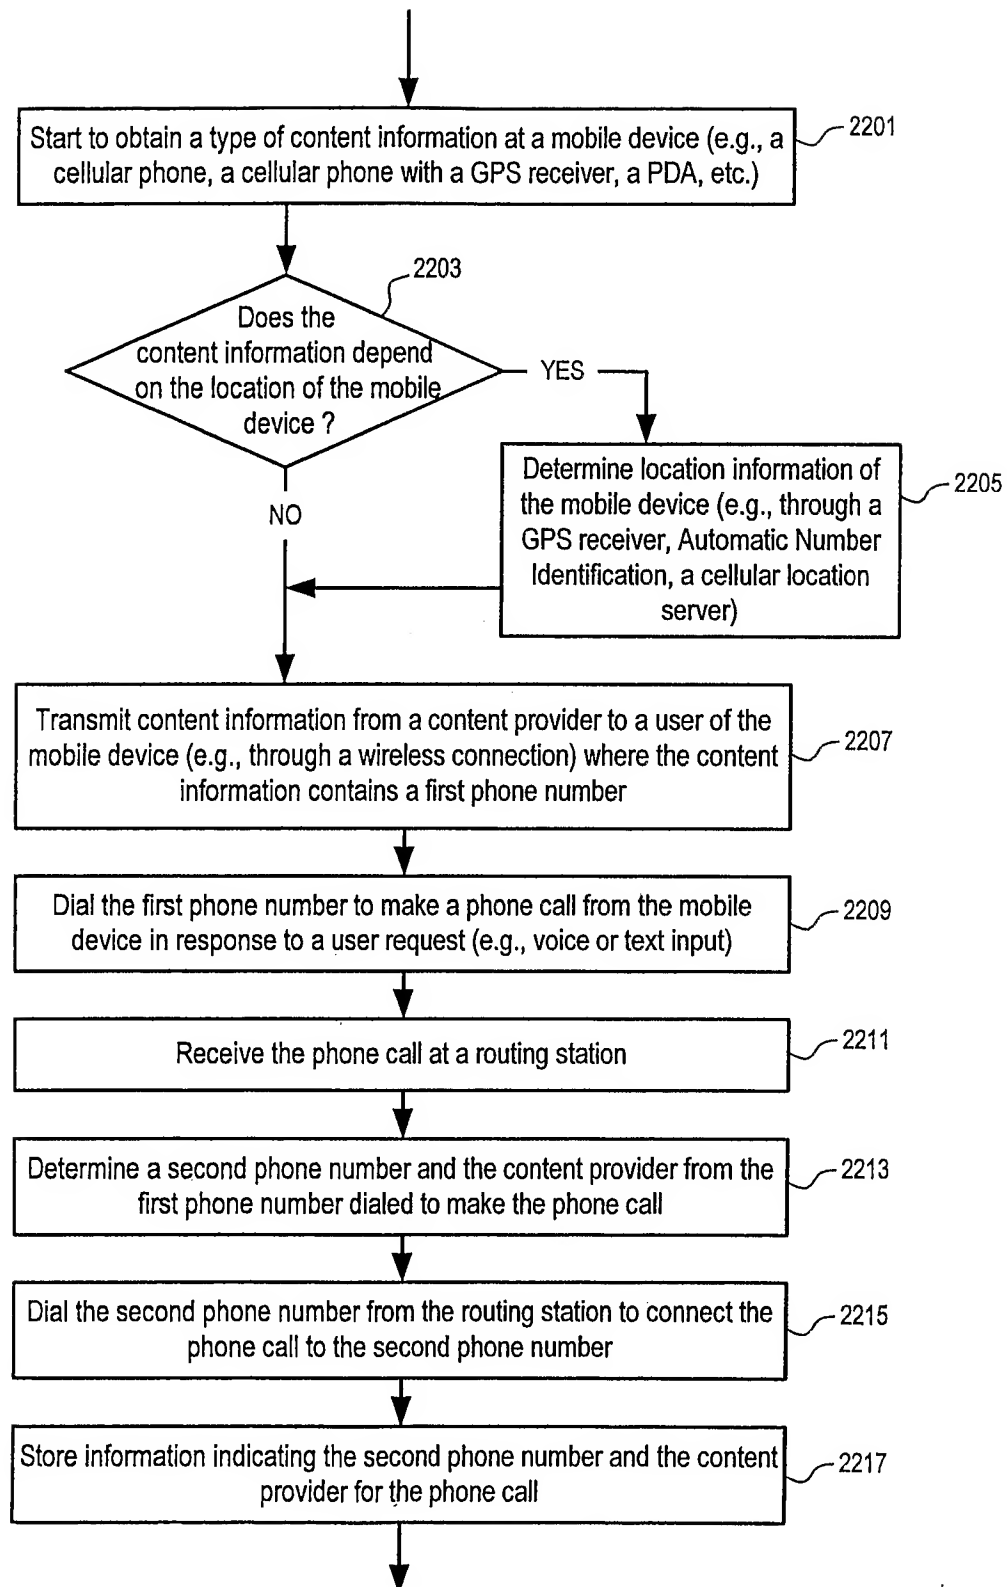 Start to obtain a type of content information at a mobile device (e.g., a
cellular phone, a cellular phone with a GPS receiver, a PDA, etc.)
2201
2203
Does the
content information depend
on the location of the mobile
device ?
YES
NO
Determine location information of
the mobile device (e.g., through a
GPS receiver, Automatic Number
Identification, a cellular location
server)
2205
Transmit content information from a content provider to a user of the
mobile device (e.g., through a wireless connection) where the content
information contains a first phone number
2207
Dial the first phone number to make a phone call from the mobile
device in response to a user request (e.g., voice or text input)
2209
Receive the phone call at a routing station
2211
Determine a second phone number and the content provider from the
first phone number dialed to make the phone call
2213
Dial the second phone number from the routing station to connect the
phone call to the second phone number
2215
Store information indicating the second phone number and the content
provider for the phone call
2217